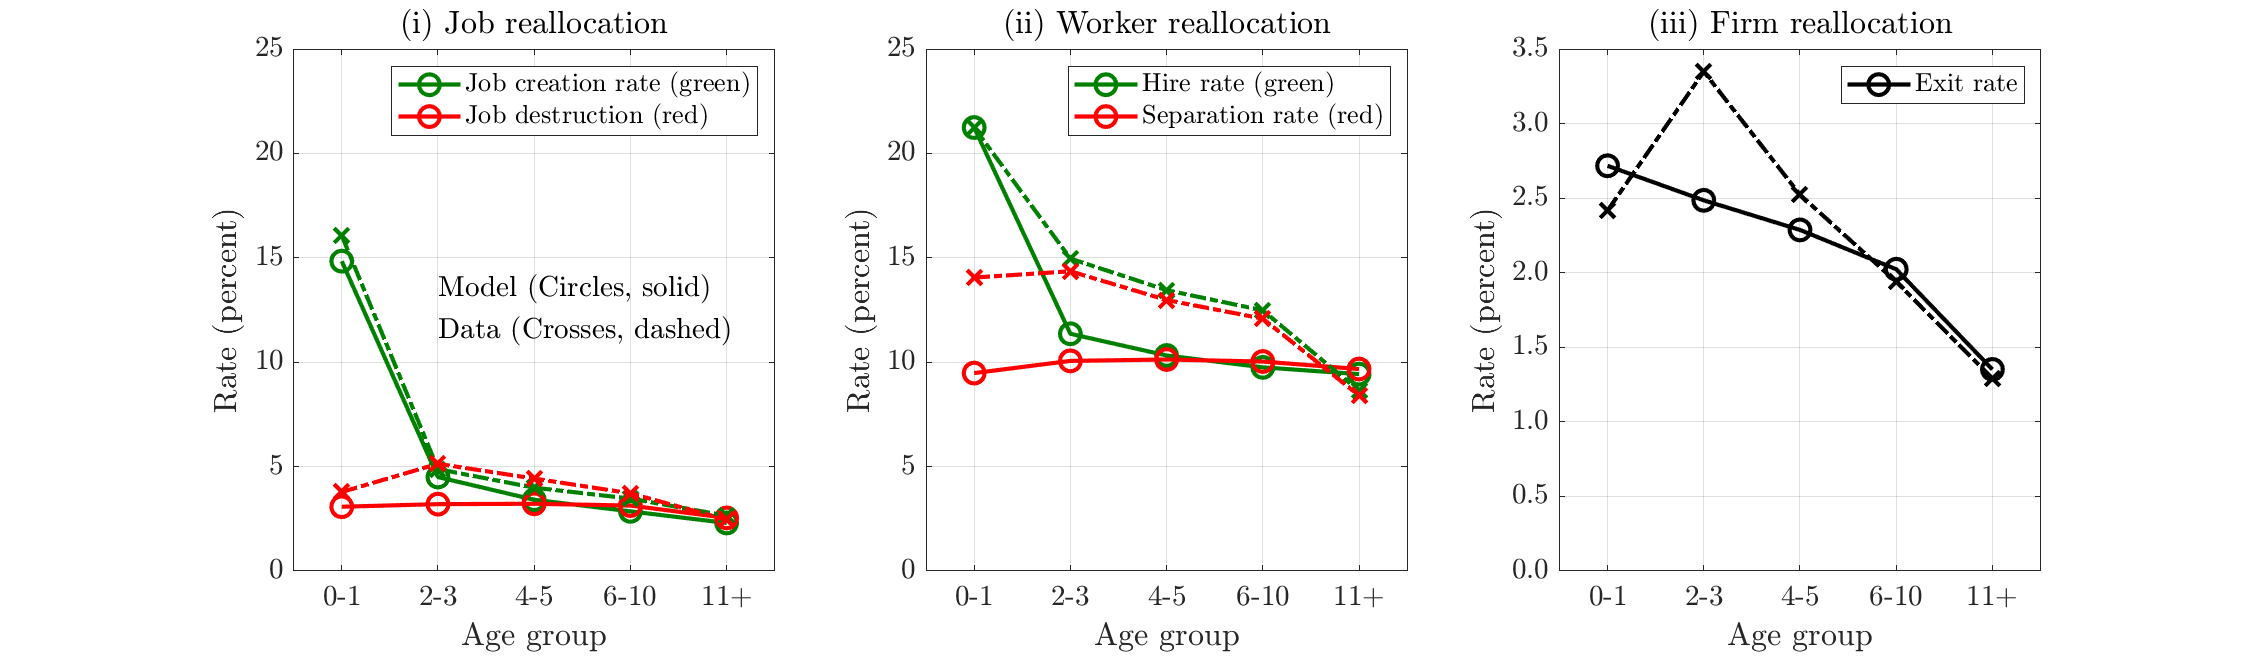 (i) Job reallocation
25
20
15
10
5
0
Rate (percent)
Job creation rate (green)
Job destruction (red)
Model (Circles, solid)
Data (Crosses, dashed)
0-1 2-3 4-5 6-10 11+
Age group
(ii) Worker reallocation
25
20
15
10
5
0
Rate (percent)
Hire rate (green)
Separation rate (red)
0-1 2-3 4-5 6-10 11+
Age group
(iii) Firm reallocation
3.5
3.0
2.5
2.0
1.5
1.0
0.5
0.0
Rate (percent)
Exit rate
0-1 2-3 4-5 6-10 11+
Age group